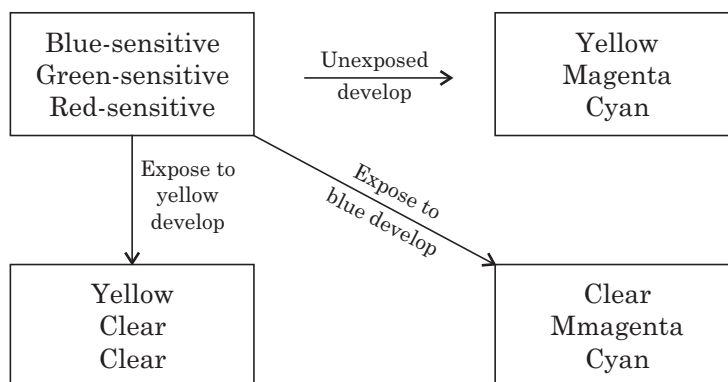 Blue-sensitive
Green-sensitive
Red-sensitive
Unexposed
develop
Yellow
Magenta
Cyan
Expose to
yellow
develop
Expose to
blue develop
Yellow
Clear
Clear
Clear
Mmagenta
Cyan